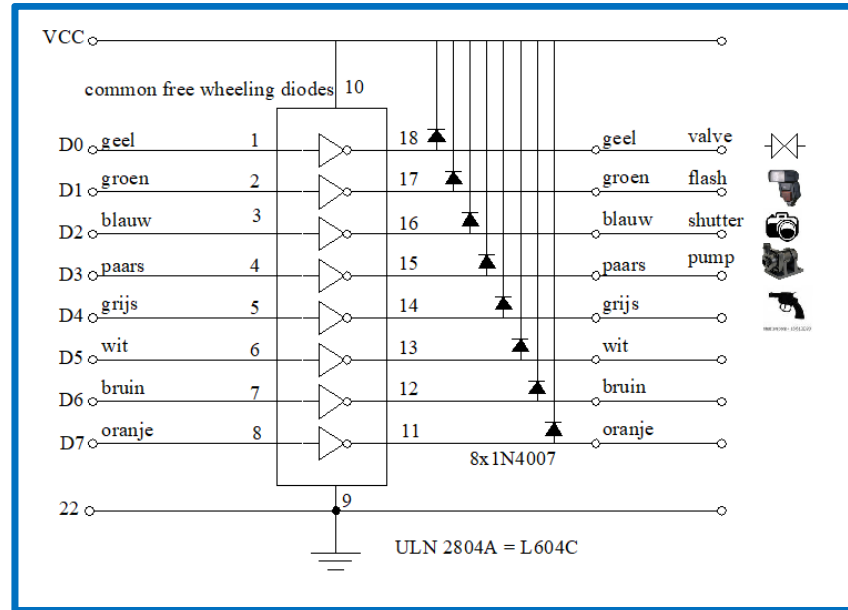 VCC
common free wheeling diodes 10
D0 geel 1 18 geel valve
D1 groen 2 17 groen flash
D2 blauw 3 16 blauw shutter
D3 paars 4 15 paars pump
D4 grijs 5 14 grijs
D5 wit 6 13 wit
D6 bruin 7 12 bruin
D7 oranje 8 11 oranje
8x1N4007
22 9
ULN 2804A = L604C